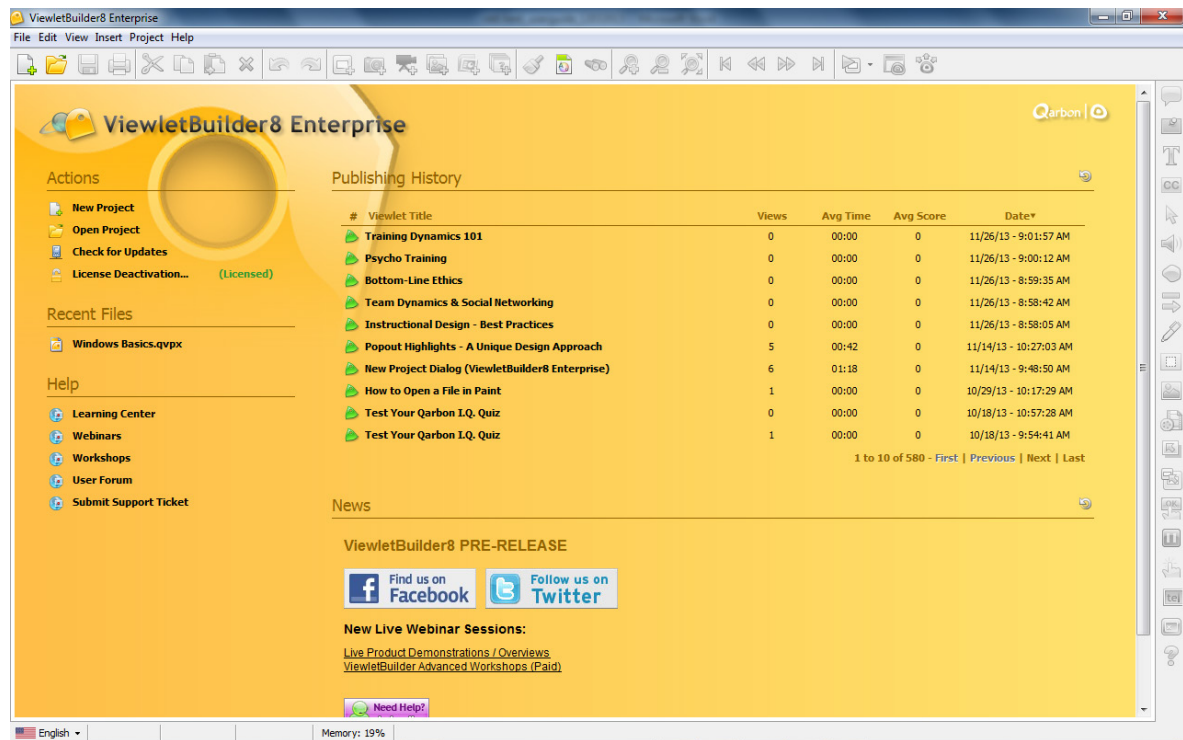 ViewletBuilder8 Enterprise
File Edit View Insert Project Help
ViewletBuilder8 Enterprise
Qarbon
Actions
New Project
Open Project
Check for Updates
License Deactivation... (Licensed)
Recent Files
Windows Basics.qvpx
Help
Learning Center
Webinars
Workshops
User Forum
Submit Support Ticket
Publishing History
# Viewlet Title Views Avg Time Avg Score Date▾
Training Dynamics 101 0 00:00 0 11/26/13 - 9:01:57 AM
Psycho Training 0 00:00 0 11/26/13 - 9:00:12 AM
Bottom-Line Ethics 0 00:00 0 11/26/13 - 8:59:35 AM
Team Dynamics & Social Networking 0 00:00 0 11/26/13 - 8:58:42 AM
Instructional Design - Best Practices 0 00:00 0 11/26/13 - 8:58:05 AM
Popout Highlights - A Unique Design Approach 5 00:42 0 11/14/13 - 10:27:03 AM
New Project Dialog (ViewletBuilder8 Enterprise) 6 01:18 0 11/14/13 - 9:48:50 AM
How to Open a File in Paint 1 00:00 0 10/29/13 - 10:17:29 AM
Test Your Qarbon I.Q. Quiz 0 00:00 0 10/18/13 - 10:57:28 AM
Test Your Qarbon I.Q. Quiz 1 00:00 0 10/18/13 - 9:54:41 AM
1 to 10 of 580 - First | Previous | Next | Last
News
ViewletBuilder8 PRE-RELEASE
Find us on
Facebook
Follow us on
Twitter
New Live Webinar Sessions:
Live Product Demonstrations / Overviews
ViewletBuilder Advanced Workshops (Paid)
Need Help?
T
CC
OK
English
Memory: 19%